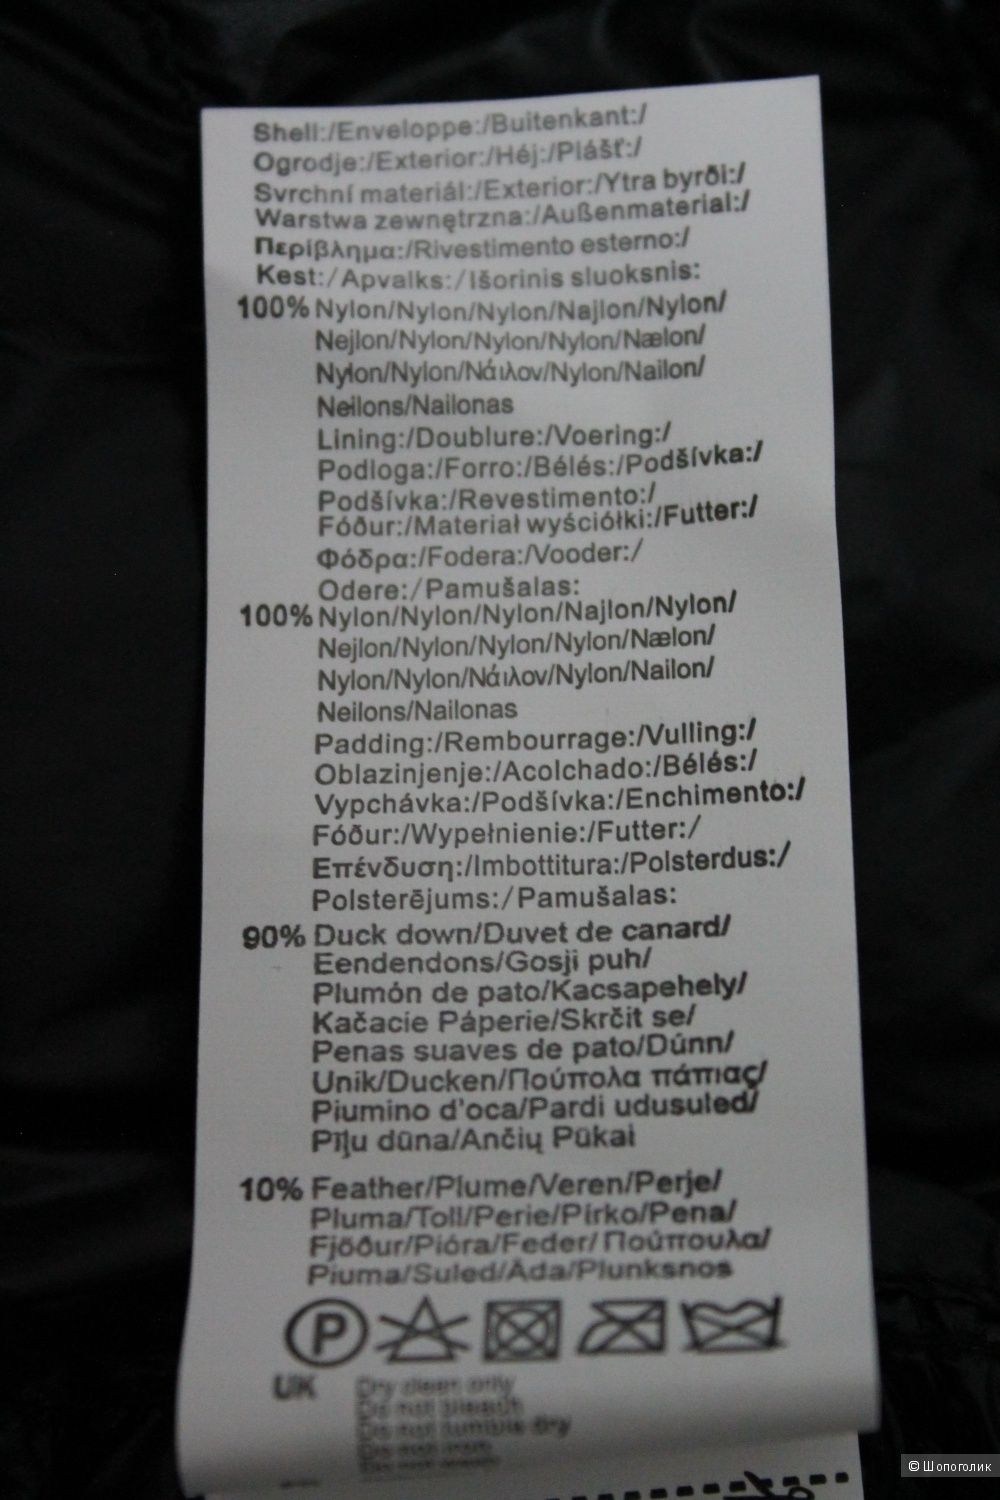 Shell:/Enveloppe:/Buitenkant:/
Ogrodje:/Exterior:/Héj:/Plášť:/
Svrchní materiál:/Exterior:/Ytra byrði:/
Warstwa zewnętrzna:/Außenmaterial:/
Περίβλημα:/Rivestimento esterno:/
Kest:/Apvalks:/Išorinis sluoksnis:
100% Nylon/Nylon/Nylon/Najlon/Nylon/
Nejlon/Nylon/Nylon/Nylon/Nælon/
Nylon/Nylon/Νάιλον/Nylon/Nailon/
Neilons/Nailonas
Lining:/Doublure:/Voering:/
Podloga:/Forro:/Bélés:/Podšívka:/
Podšívka:/Revestimento:/
Fóður:/Materiał wyściółki:/Futter:/
Φόδρα:/Fodera:/Vooder:/
Odere:/Pamušalas:
100% Nylon/Nylon/Nylon/Najlon/Nylon/
Nejlon/Nylon/Nylon/Nylon/Nælon/
Nylon/Nylon/Νάιλον/Nylon/Nailon/
Neilons/Nailonas
Padding:/Rembourrage:/Vulling:/
Oblazinjenje:/Acolchado:/Bélés:/
Vypchávka:/Podšívka:/Enchimento:/
Fóður:/Wypełnienie:/Futter:/
Επένδυση:/Imbottitura:/Polsterdus:/
Polsterējums:/Pamušalas:
90% Duck down/Duvet de canard/
Eendendons/Gosji puh/
Plumón de pato/Kacsapehely/
Kačacie Páperie/Skrčit se/
Penas suaves de pato/Dúnn/
Unik/Ducken/Πούπολα πάπιας/
Piumino d'oca/Pardi udusuled/
Pīļu dūna/Ančių Pūkai
10% Feather/Plume/Veren/Perje/
Pluma/Toll/Perie/Pírko/Pena/
Fjöður/Pióra/Feder/Πούπουλα/
Piuma/Suled/Āda/Plunksnos
P
UK Dry clean only
Do not bleach
Do not tumble dry
Do not iron
Do not wash
© Шопоголик